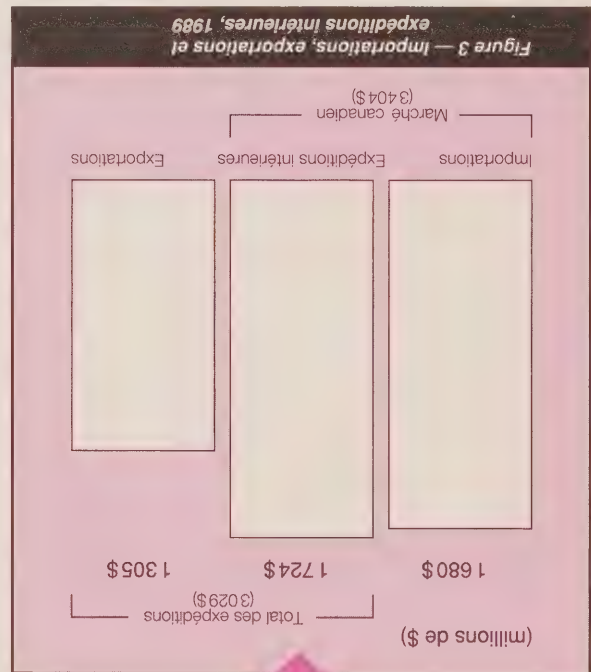 (millions de $)
Total des expéditions
(3 029 $)
1 680 $
1 724 $
1 305 $
Importations
Expéditions intérieures
Exportations
Marché canadien
(3 404 $)
Figure 3 — Importations, exportations et
expéditions intérieures, 1989